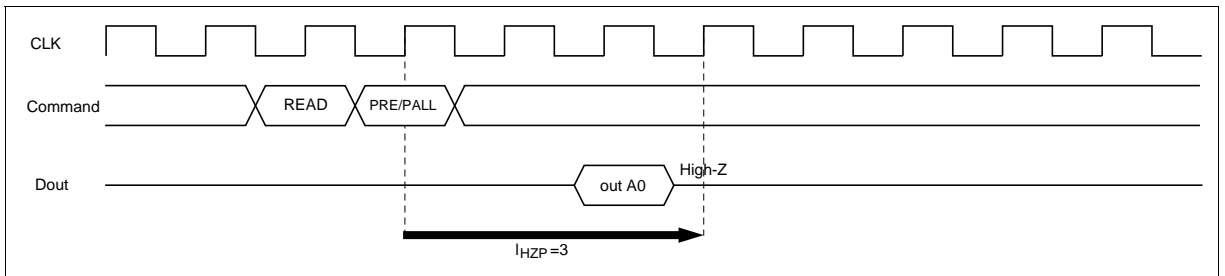 CLK
Command READ PRE/PALL
High-Z
Dout out A0
lHZP=3